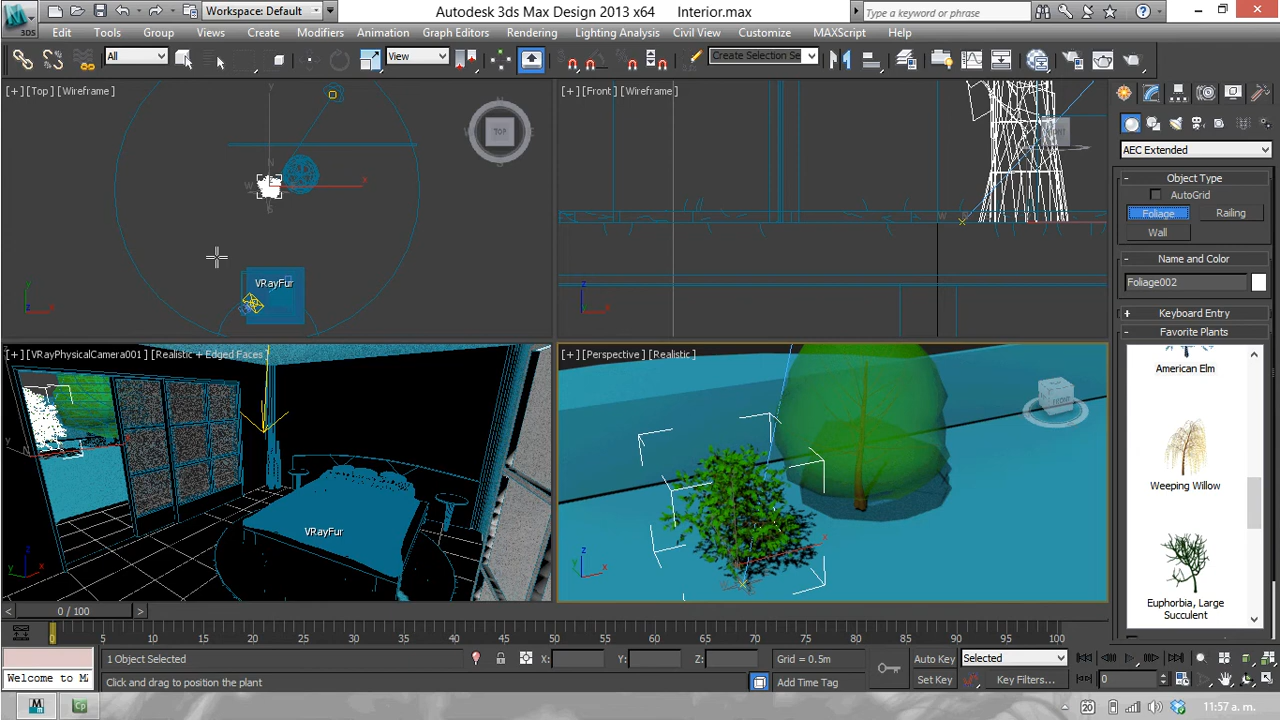 Workspace: Default
Autodesk 3ds Max Design 2013 x64 Interior.max
Type a keyword or phrase
3DS
Edit Tools Group Views Create Modifiers Animation Graph Editors Rendering Lighting Analysis Civil View Customize MAXScript Help
All
View
Create Selection Se
[+] [Top] [Wireframe]
TOP
VRayFur
[+] [Front] [Wireframe]
[+] [VRayPhysicalCamera001] [Realistic + Edged Faces]
VRayFur
[+] [Perspective] [Realistic]
AEC Extended
Object Type
AutoGrid
Foliage Railing
Wall
Name and Color
Foliage002
Keyboard Entry
Favorite Plants
American Elm
Weeping Willow
Euphorbia, Large
Succulent
0 / 100
0 5 10 15 20 25 30 35 40 45 50 55 60 65 70 75 80 85 90 95 100
1 Object Selected
X: Y: Z:
Grid = 0.5m
Auto Key Selected
Welcome to M
Click and drag to position the plant
Add Time Tag
Set Key Key Filters...
0
20
11:57 a. m.